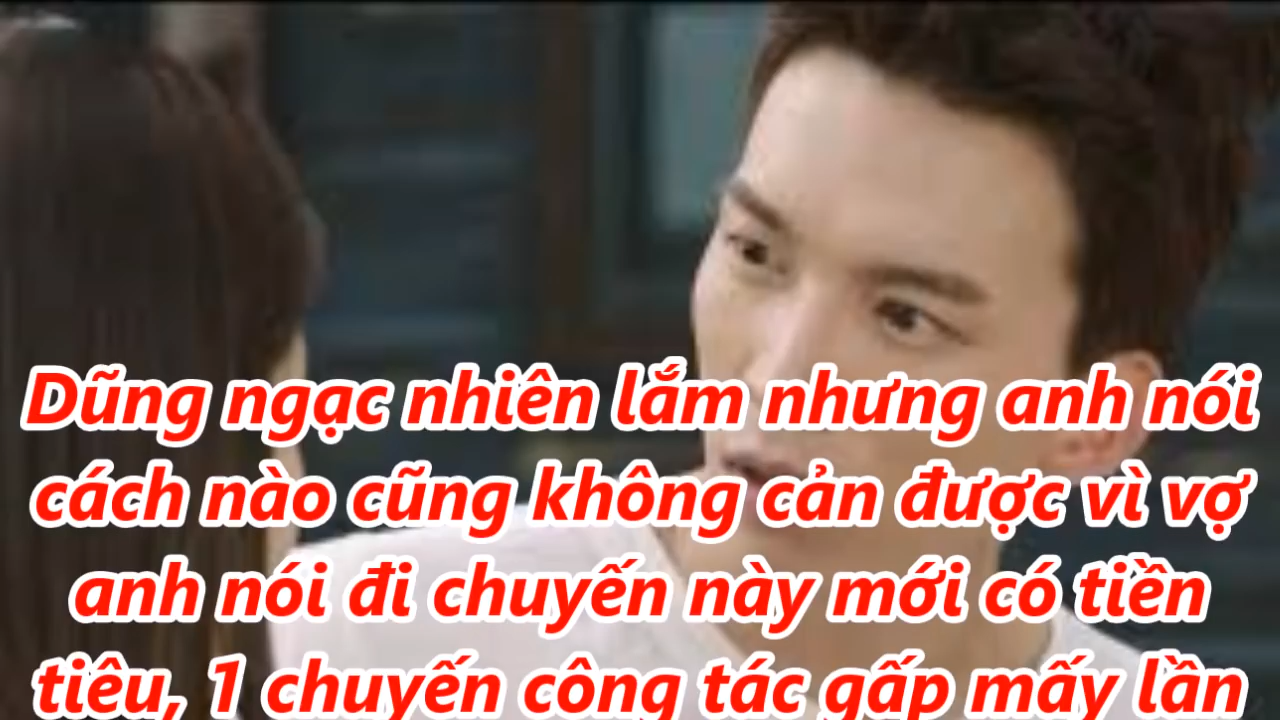 Dũng ngạc nhiên lắm nhưng anh nói
cách nào cũng không cản được vì vợ
anh nói đi chuyến này mới có tiền
tiêu, 1 chuyến công tác gấp mấy lần